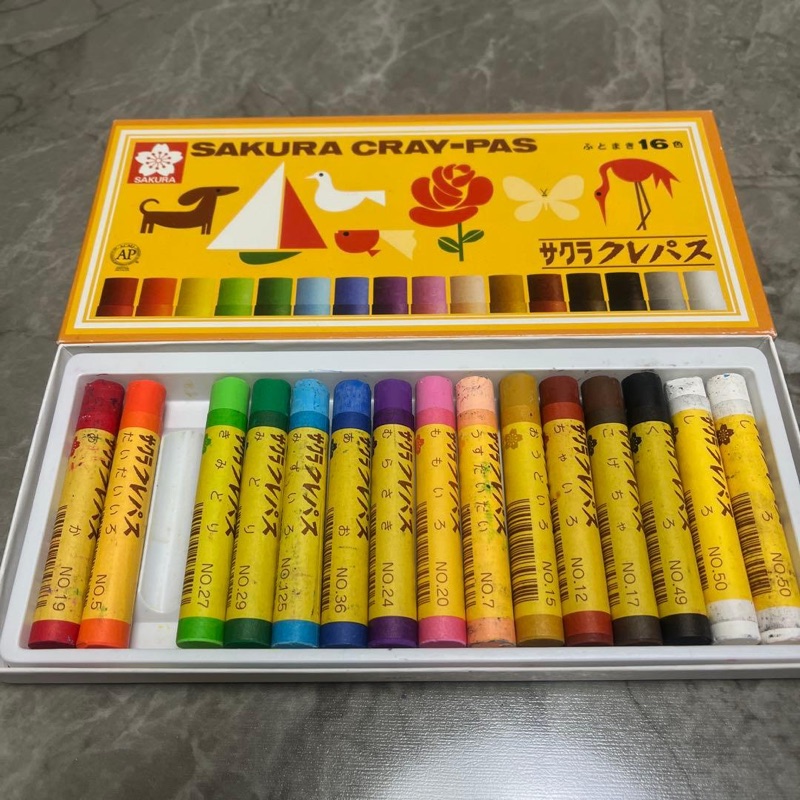 SAKURA CRAY-PAS
ふとまき16色
SAKURA
AP
サクラクレパス
サクラクレパス
あか
NO.19
サクラクレパス
だいだいいろ
NO.5
サクラクレパス
きみどり
NO.27
サクラクレパス
みどり
NO.29
サクラクレパス
みずいろ
NO.125
サクラクレパス
あお
NO.36
サクラクレパス
むらさき
NO.24
サクラクレパス
ももいろ
NO.20
サクラクレパス
うすだいだい
NO.7
おうどいろ
NO.15
サクラクレパス
ちゃいろ
NO.12
サクラクレパス
こげちゃ
NO.17
サクラクレパス
くろ
NO.49
サクラクレパス
しろ
NO.50
サクラクレパス
しろ
NO.50